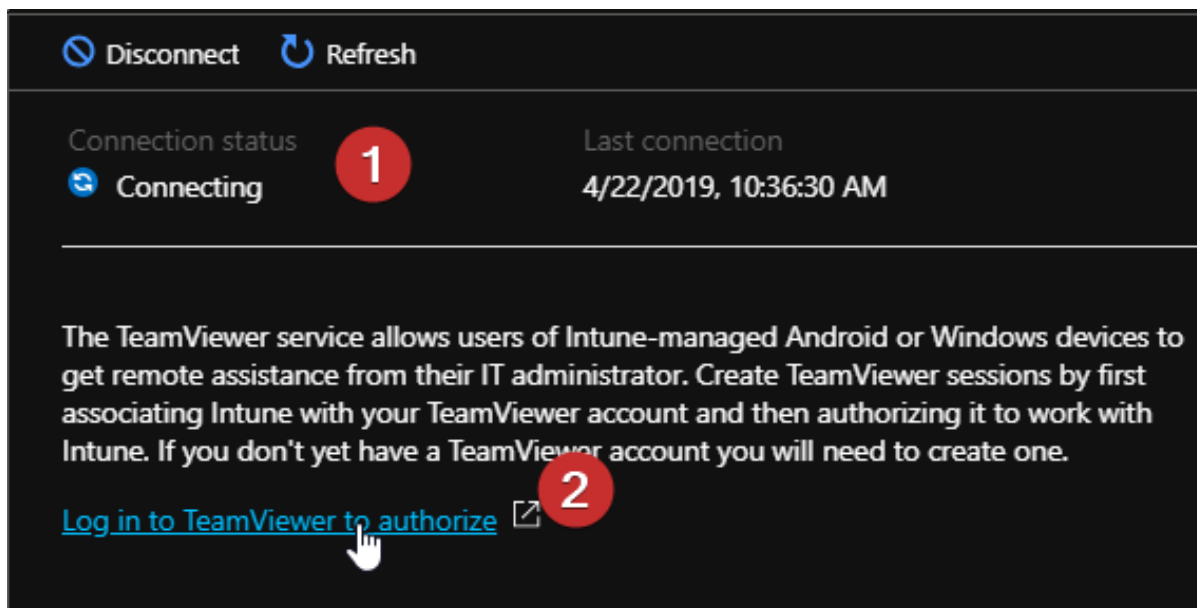 Disconnect Refresh
Connection status Last connection
1
Connecting 4/22/2019, 10:36:30 AM
The TeamViewer service allows users of Intune-managed Android or Windows devices to
get remote assistance from their IT administrator. Create TeamViewer sessions by first
associating Intune with your TeamViewer account and then authorizing it to work with
Intune. If you don't yet have a TeamViewer account you will need to create one.
2
Log in to TeamViewer to authorize